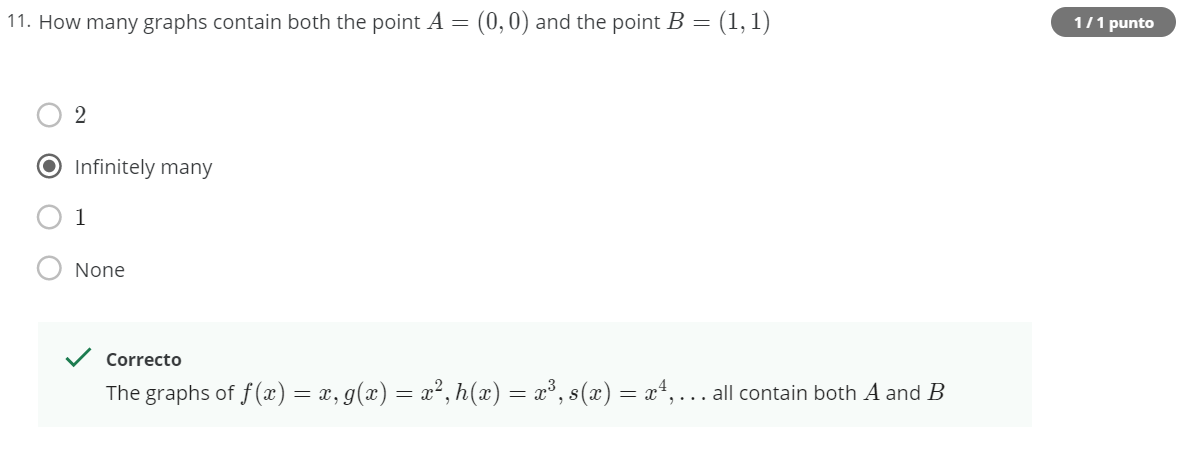 11. How many graphs contain both the point A = (0, 0) and the point B = (1, 1)
1 / 1 punto
2
Infinitely many
1
None
Correcto
The graphs of f(x) = x, g(x) = x², h(x) = x³, s(x) = x⁴, . . . all contain both A and B